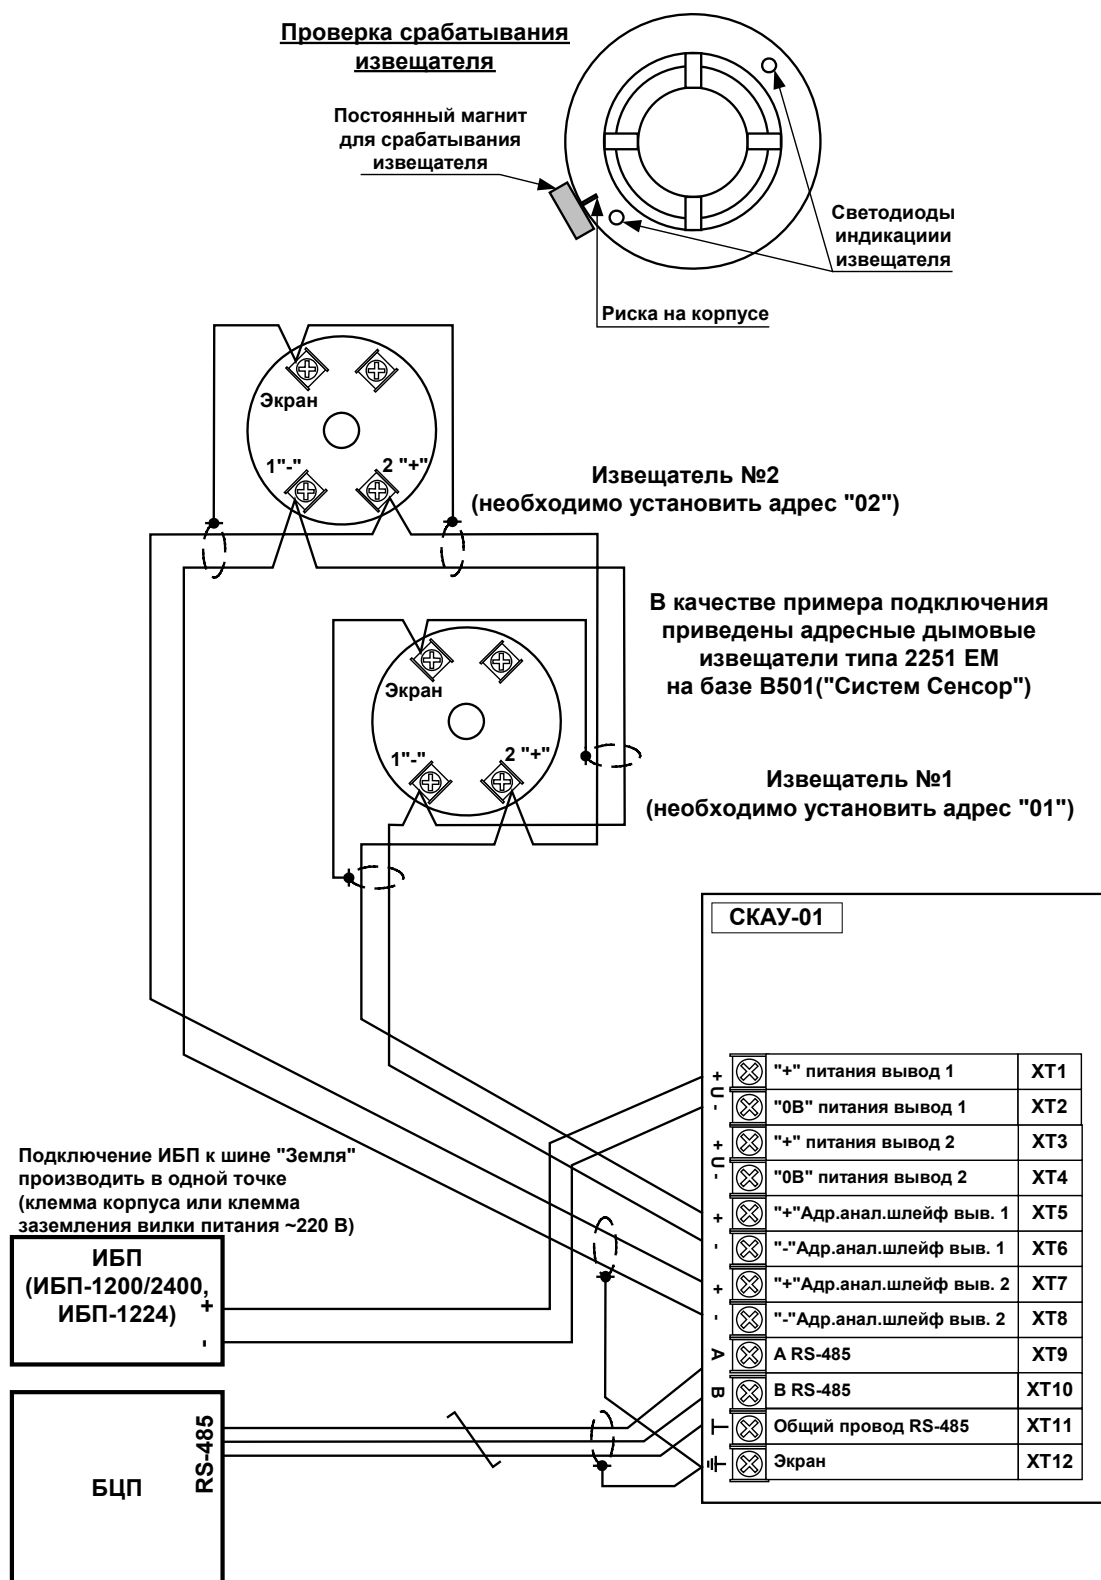 Проверка срабатывания
извещателя
Постоянный магнит
для срабатывания
извещателя
Светодиоды
индикациии
извещателя
Риска на корпусе
Экран
1"-"
2 "+"
Извещатель №2
(необходимо установить адрес "02")
В качестве примера подключения
приведены адресные дымовые
извещатели типа 2251 ЕМ
на базе В501("Систем Сенсор")
Экран
1"-"
2 "+"
Извещатель №1
(необходимо установить адрес "01")
СКАУ-01
+ U - "+" питания вывод 1 XT1
"0В" питания вывод 1 XT2
+ U - "+" питания вывод 2 XT3
"0В" питания вывод 2 XT4
+ "+"Адр.анал.шлейф выв. 1 XT5
- "-"Адр.анал.шлейф выв. 1 XT6
+ "+"Адр.анал.шлейф выв. 2 XT7
- "-"Адр.анал.шлейф выв. 2 XT8
A A RS-485 XT9
B B RS-485 XT10
Общий провод RS-485 XT11
Экран XT12
Подключение ИБП к шине "Земля"
производить в одной точке
(клемма корпуса или клемма
заземления вилки питания ~220 В)
ИБП
(ИБП-1200/2400,
ИБП-1224)
+
-
БЦП
RS-485